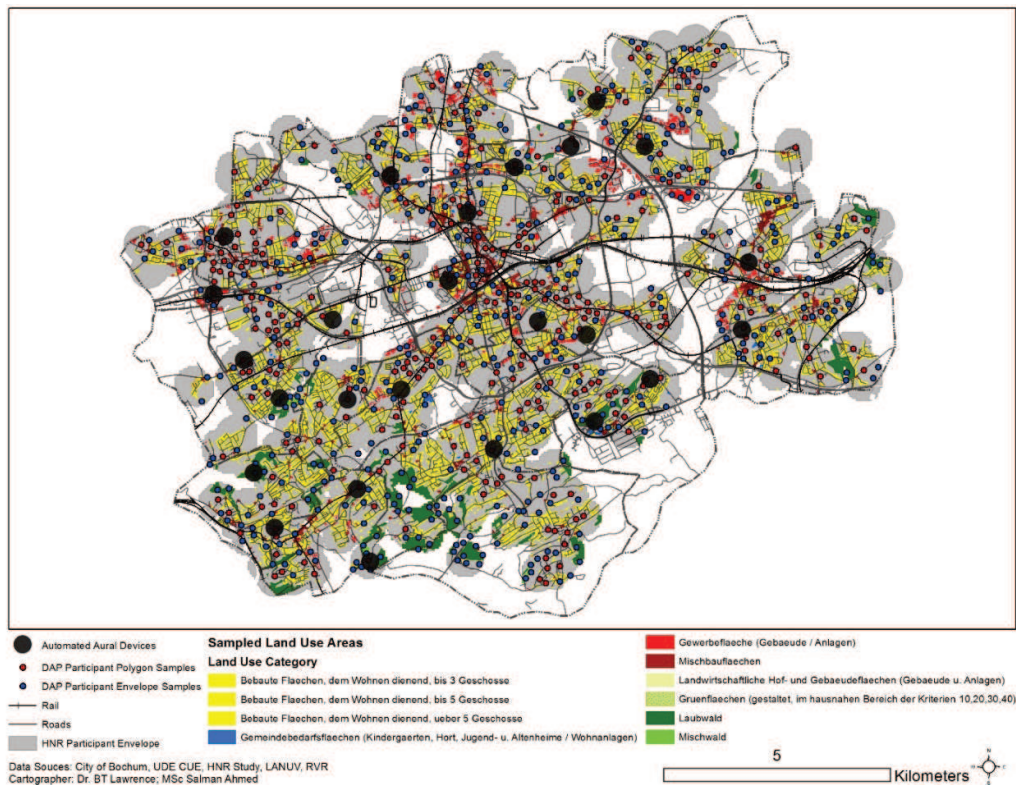 Automated Aural Devices
DAP Participant Polygon Samples
DAP Participant Envelope Samples
Rail
Roads
HNR Participant Envelope
Sampled Land Use Areas
Land Use Category
Bebaute Flaechen, dem Wohnen dienend, bis 3 Geschosse
Bebaute Flaechen, dem Wohnen dienend, bis 5 Geschosse
Bebaute Flaechen, dem Wohnen dienend, ueber 5 Geschosse
Gemeindebedarfsflaechen (Kindergaerten, Hort, Jugend- u. Altenheime / Wohnanlagen)
Gewerbeflaeche (Gebaeude / Anlagen)
Mischbauflaechen
Landwirtschaftliche Hof- und Gebaeudeflaechen (Gebaeude u. Anlagen)
Gruenflaechen (gestaltet, im hausnahen Bereich der Kriterien 10,20,30,40)
Laubwald
Mischwald
5
Kilometers
N
S
Data Souces: City of Bochum, UDE CUE, HNR Study, LANUV, RVR
Cartographer: Dr. BT Lawrence; MSc Salman Ahmed